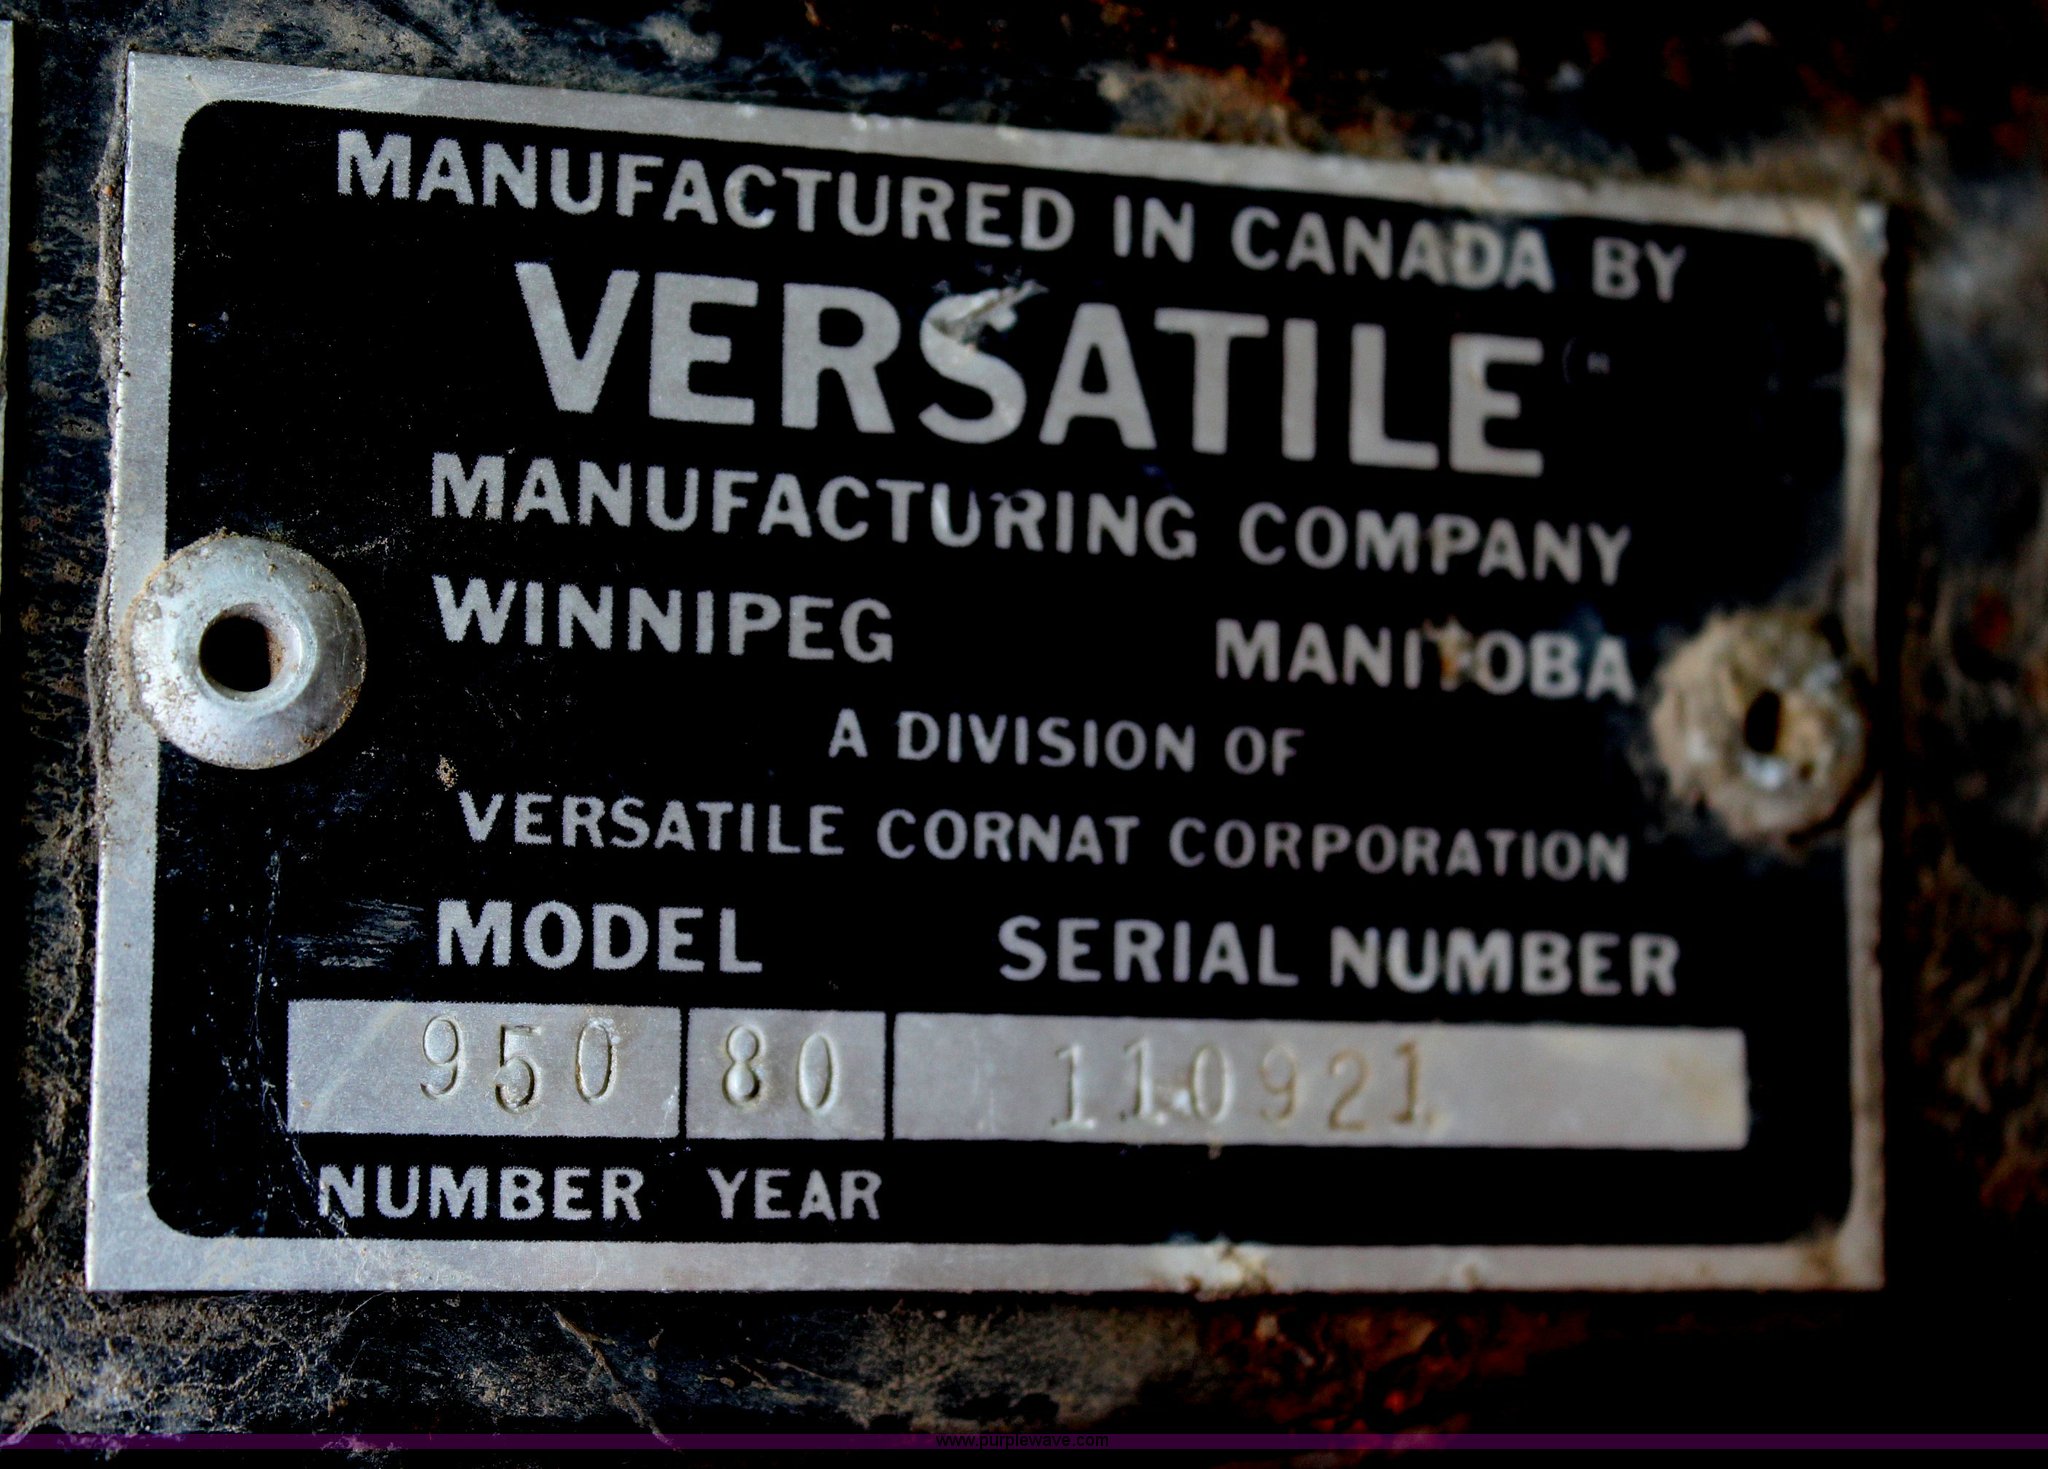 MANUFACTURED IN CANADA BY
VERSATILE
MANUFACTURING COMPANY
WINNIPEG MANITOBA
A DIVISION OF
VERSATILE CORNAT CORPORATION
MODEL SERIAL NUMBER
950 80 110921
NUMBER YEAR
www.purplewave.com